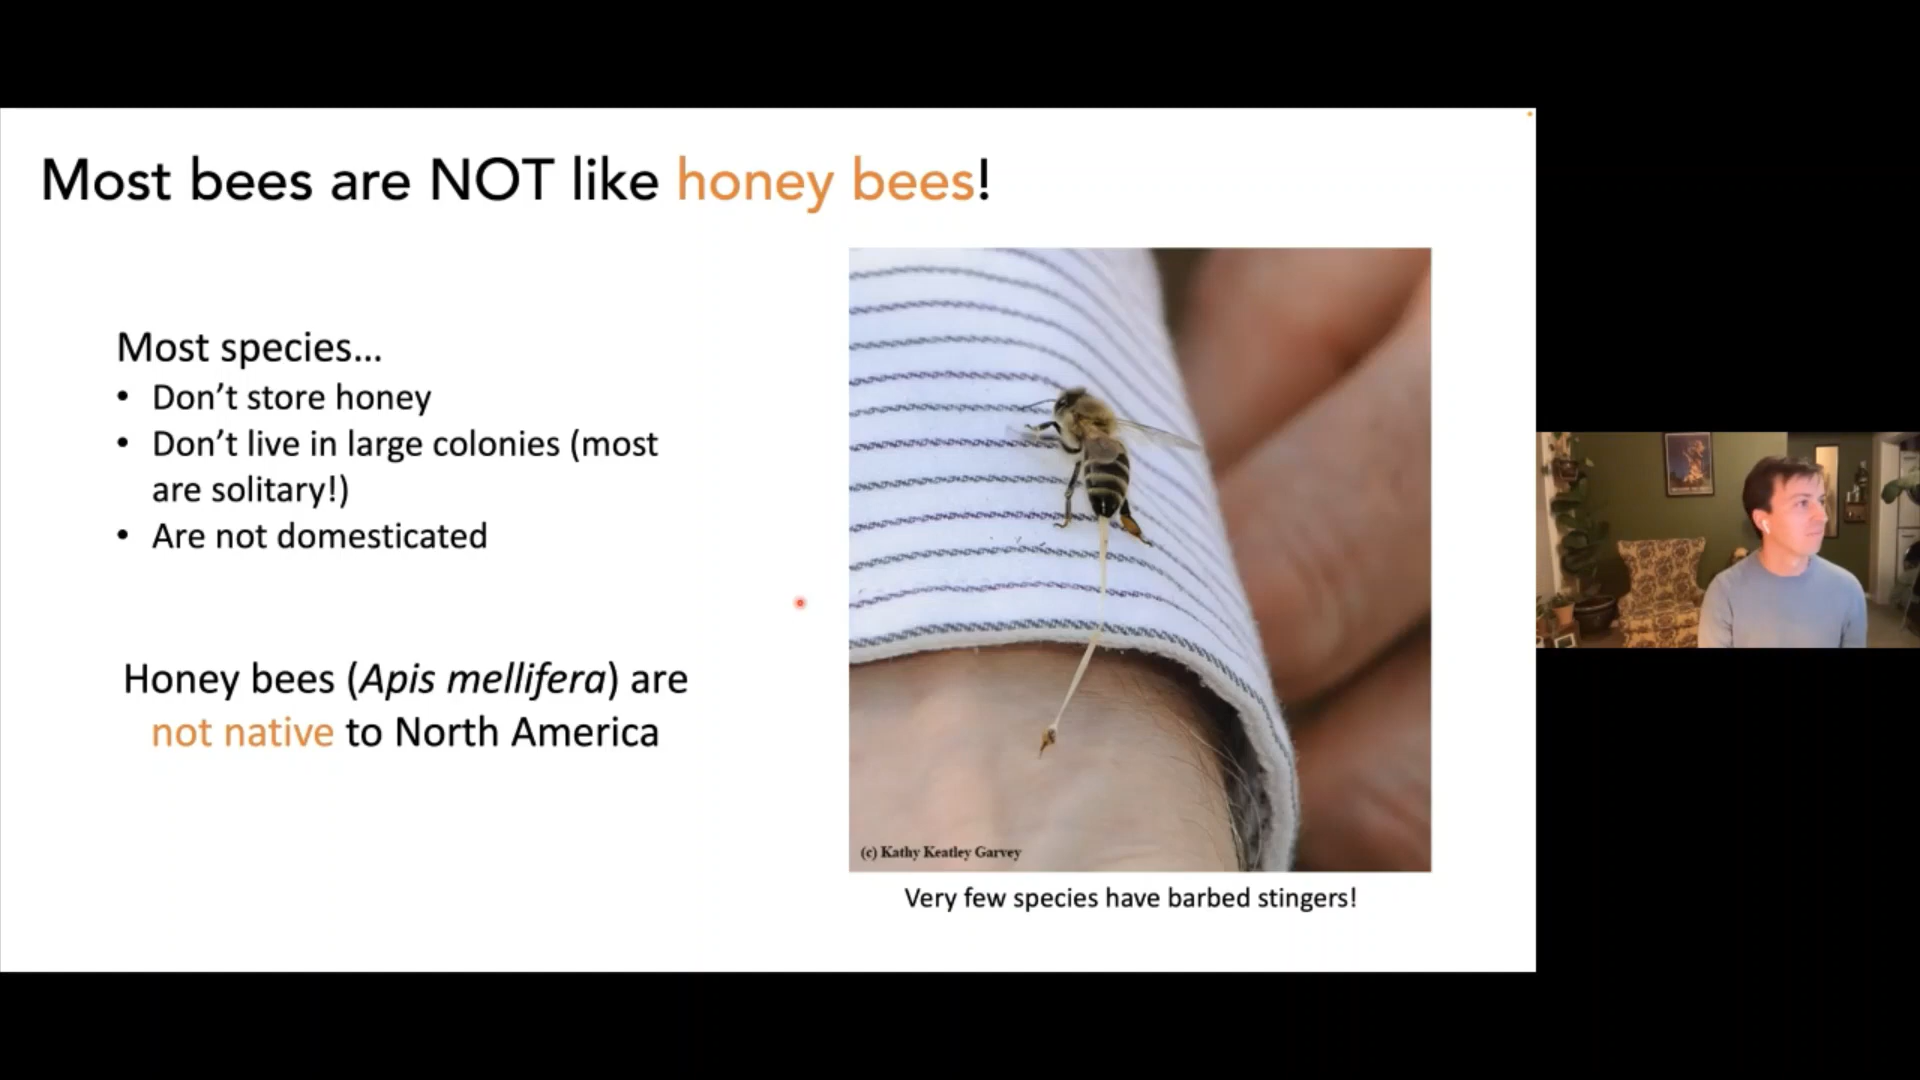 Most bees are NOT like honey bees!
Most species…
• Don’t store honey
• Don’t live in large colonies (most
are solitary!)
• Are not domesticated
Honey bees (Apis mellifera) are
not native to North America
(c) Kathy Keatley Garvey
Very few species have barbed stingers!